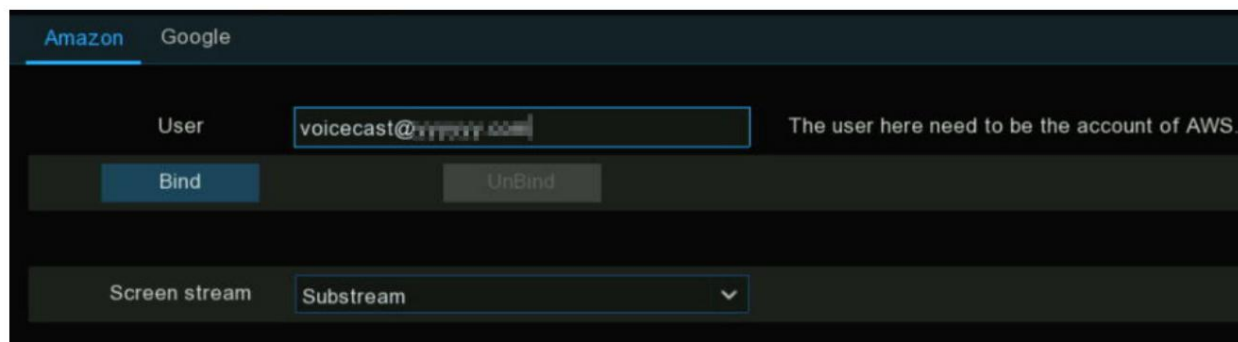 Amazon Google
User voicecast@ The user here need to be the account of AWS.
Bind UnBind
Screen stream Substream